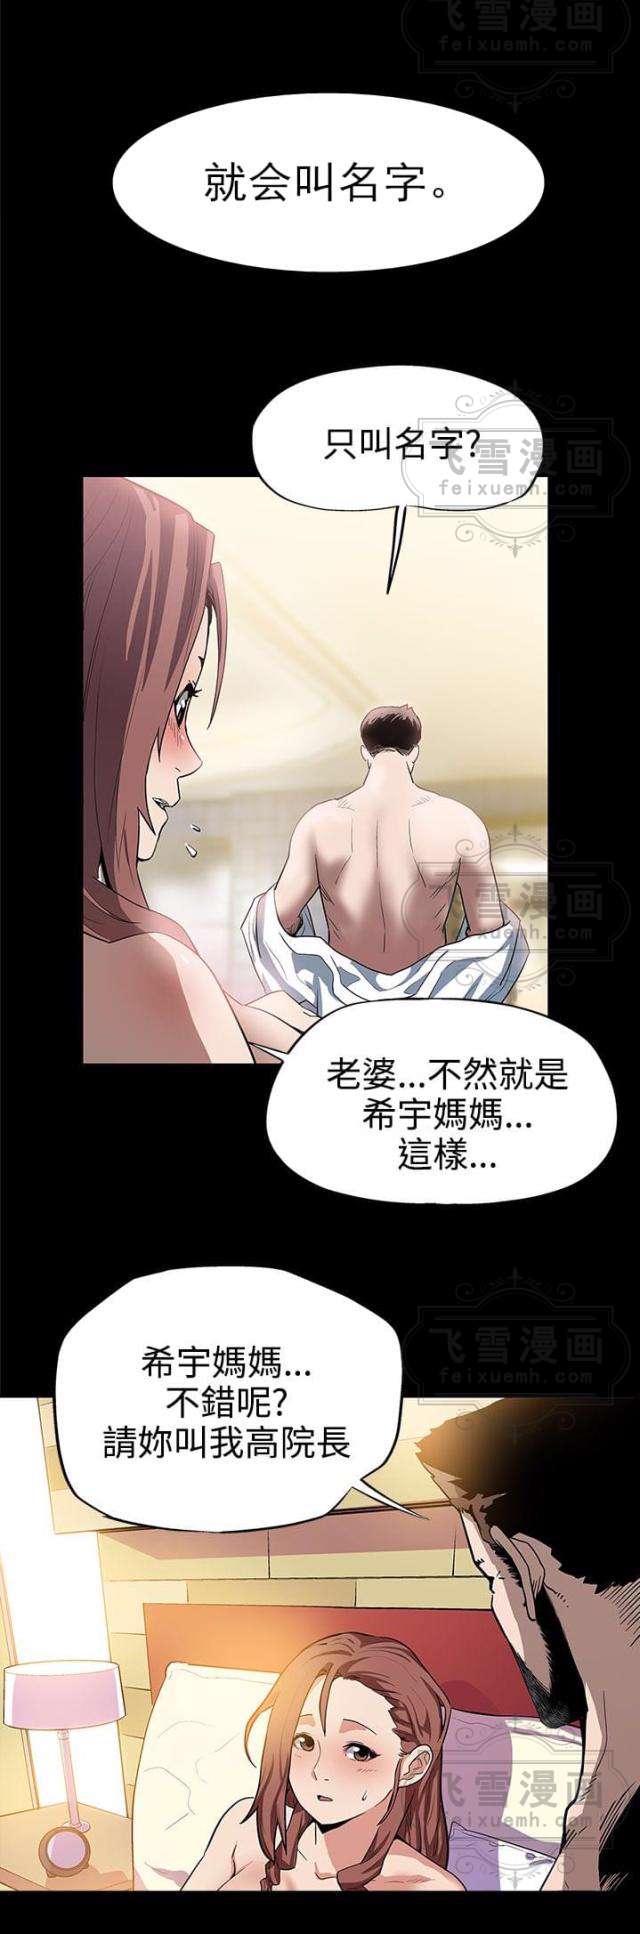 飞雪漫画
feixuemh.com
就会叫名字。
只叫名字?
飞雪漫画
feixuemh.com
飞雪漫画
feixuemh.com
老婆...不然就是
希宇媽媽...
這樣...
飞雪漫画
feixuemh.com
希宇媽媽...
不錯呢?
請妳叫我高院長
飞雪漫画
feixuemh.com